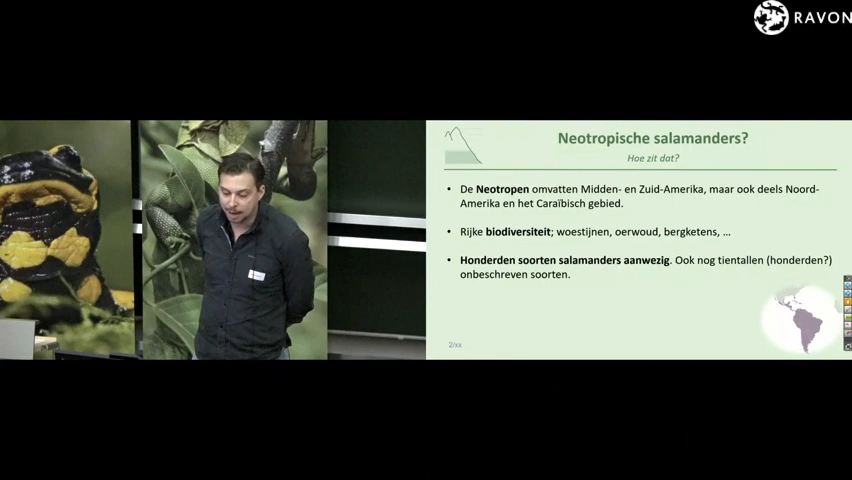 RAVON
Neotropische salamanders?
Hoe zit dat?
• De Neotropen omvatten Midden- en Zuid-Amerika, maar ook deels Noord-
Amerika en het Caraïbisch gebied.
• Rijke biodiversiteit; woestijnen, oerwoud, bergketens, ...
• Honderden soorten salamanders aanwezig. Ook nog tientallen (honderden?)
onbeschreven soorten.
2/xx